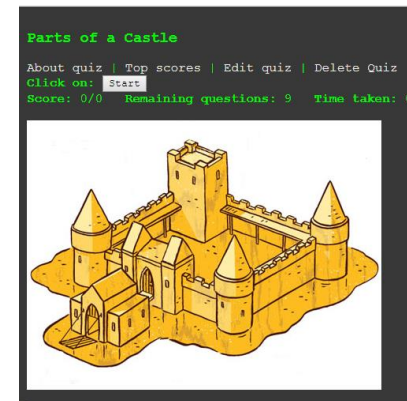 Parts of a Castle
About quiz | Top scores | Edit quiz | Delete Quiz
Click on: Start
Score: 0/0 Remaining questions: 9 Time taken: